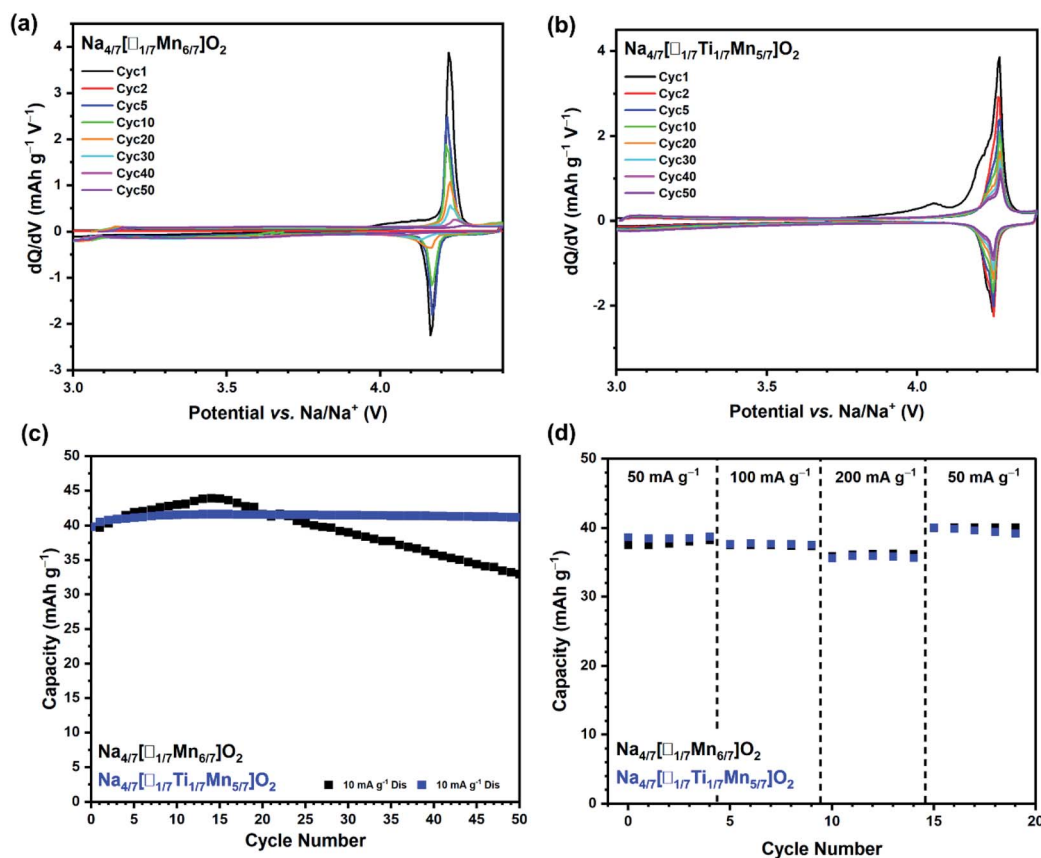 (a)
Na4/7[□1/7Mn6/7]O2
Cyc1
Cyc2
Cyc5
Cyc10
Cyc20
Cyc30
Cyc40
Cyc50
dQ/dV (mAh g⁻¹ V⁻¹)
4
3
2
1
0
-1
-2
-3
3.0
3.5
4.0
Potential vs. Na/Na⁺ (V)
(b)
Na4/7[□1/7Ti1/7Mn5/7]O2
Cyc1
Cyc2
Cyc5
Cyc10
Cyc20
Cyc30
Cyc40
Cyc50
dQ/dV (mAh g⁻¹ V⁻¹)
4
2
0
-2
3.0
3.5
4.0
Potential vs. Na/Na⁺ (V)
(c)
Capacity (mAh g⁻¹)
50
45
40
35
30
25
20
15
10
5
0
Na4/7[□1/7Mn6/7]O2
Na4/7[□1/7Ti1/7Mn5/7]O2
10 mA g⁻¹ Dis
10 mA g⁻¹ Dis
0
5
10
15
20
25
30
35
40
45
50
Cycle Number
(d)
50 mA g⁻¹
100 mA g⁻¹
200 mA g⁻¹
50 mA g⁻¹
Capacity (mAh g⁻¹)
50
40
30
20
10
0
Na4/7[□1/7Mn6/7]O2
Na4/7[□1/7Ti1/7Mn5/7]O2
0
5
10
15
20
Cycle Number